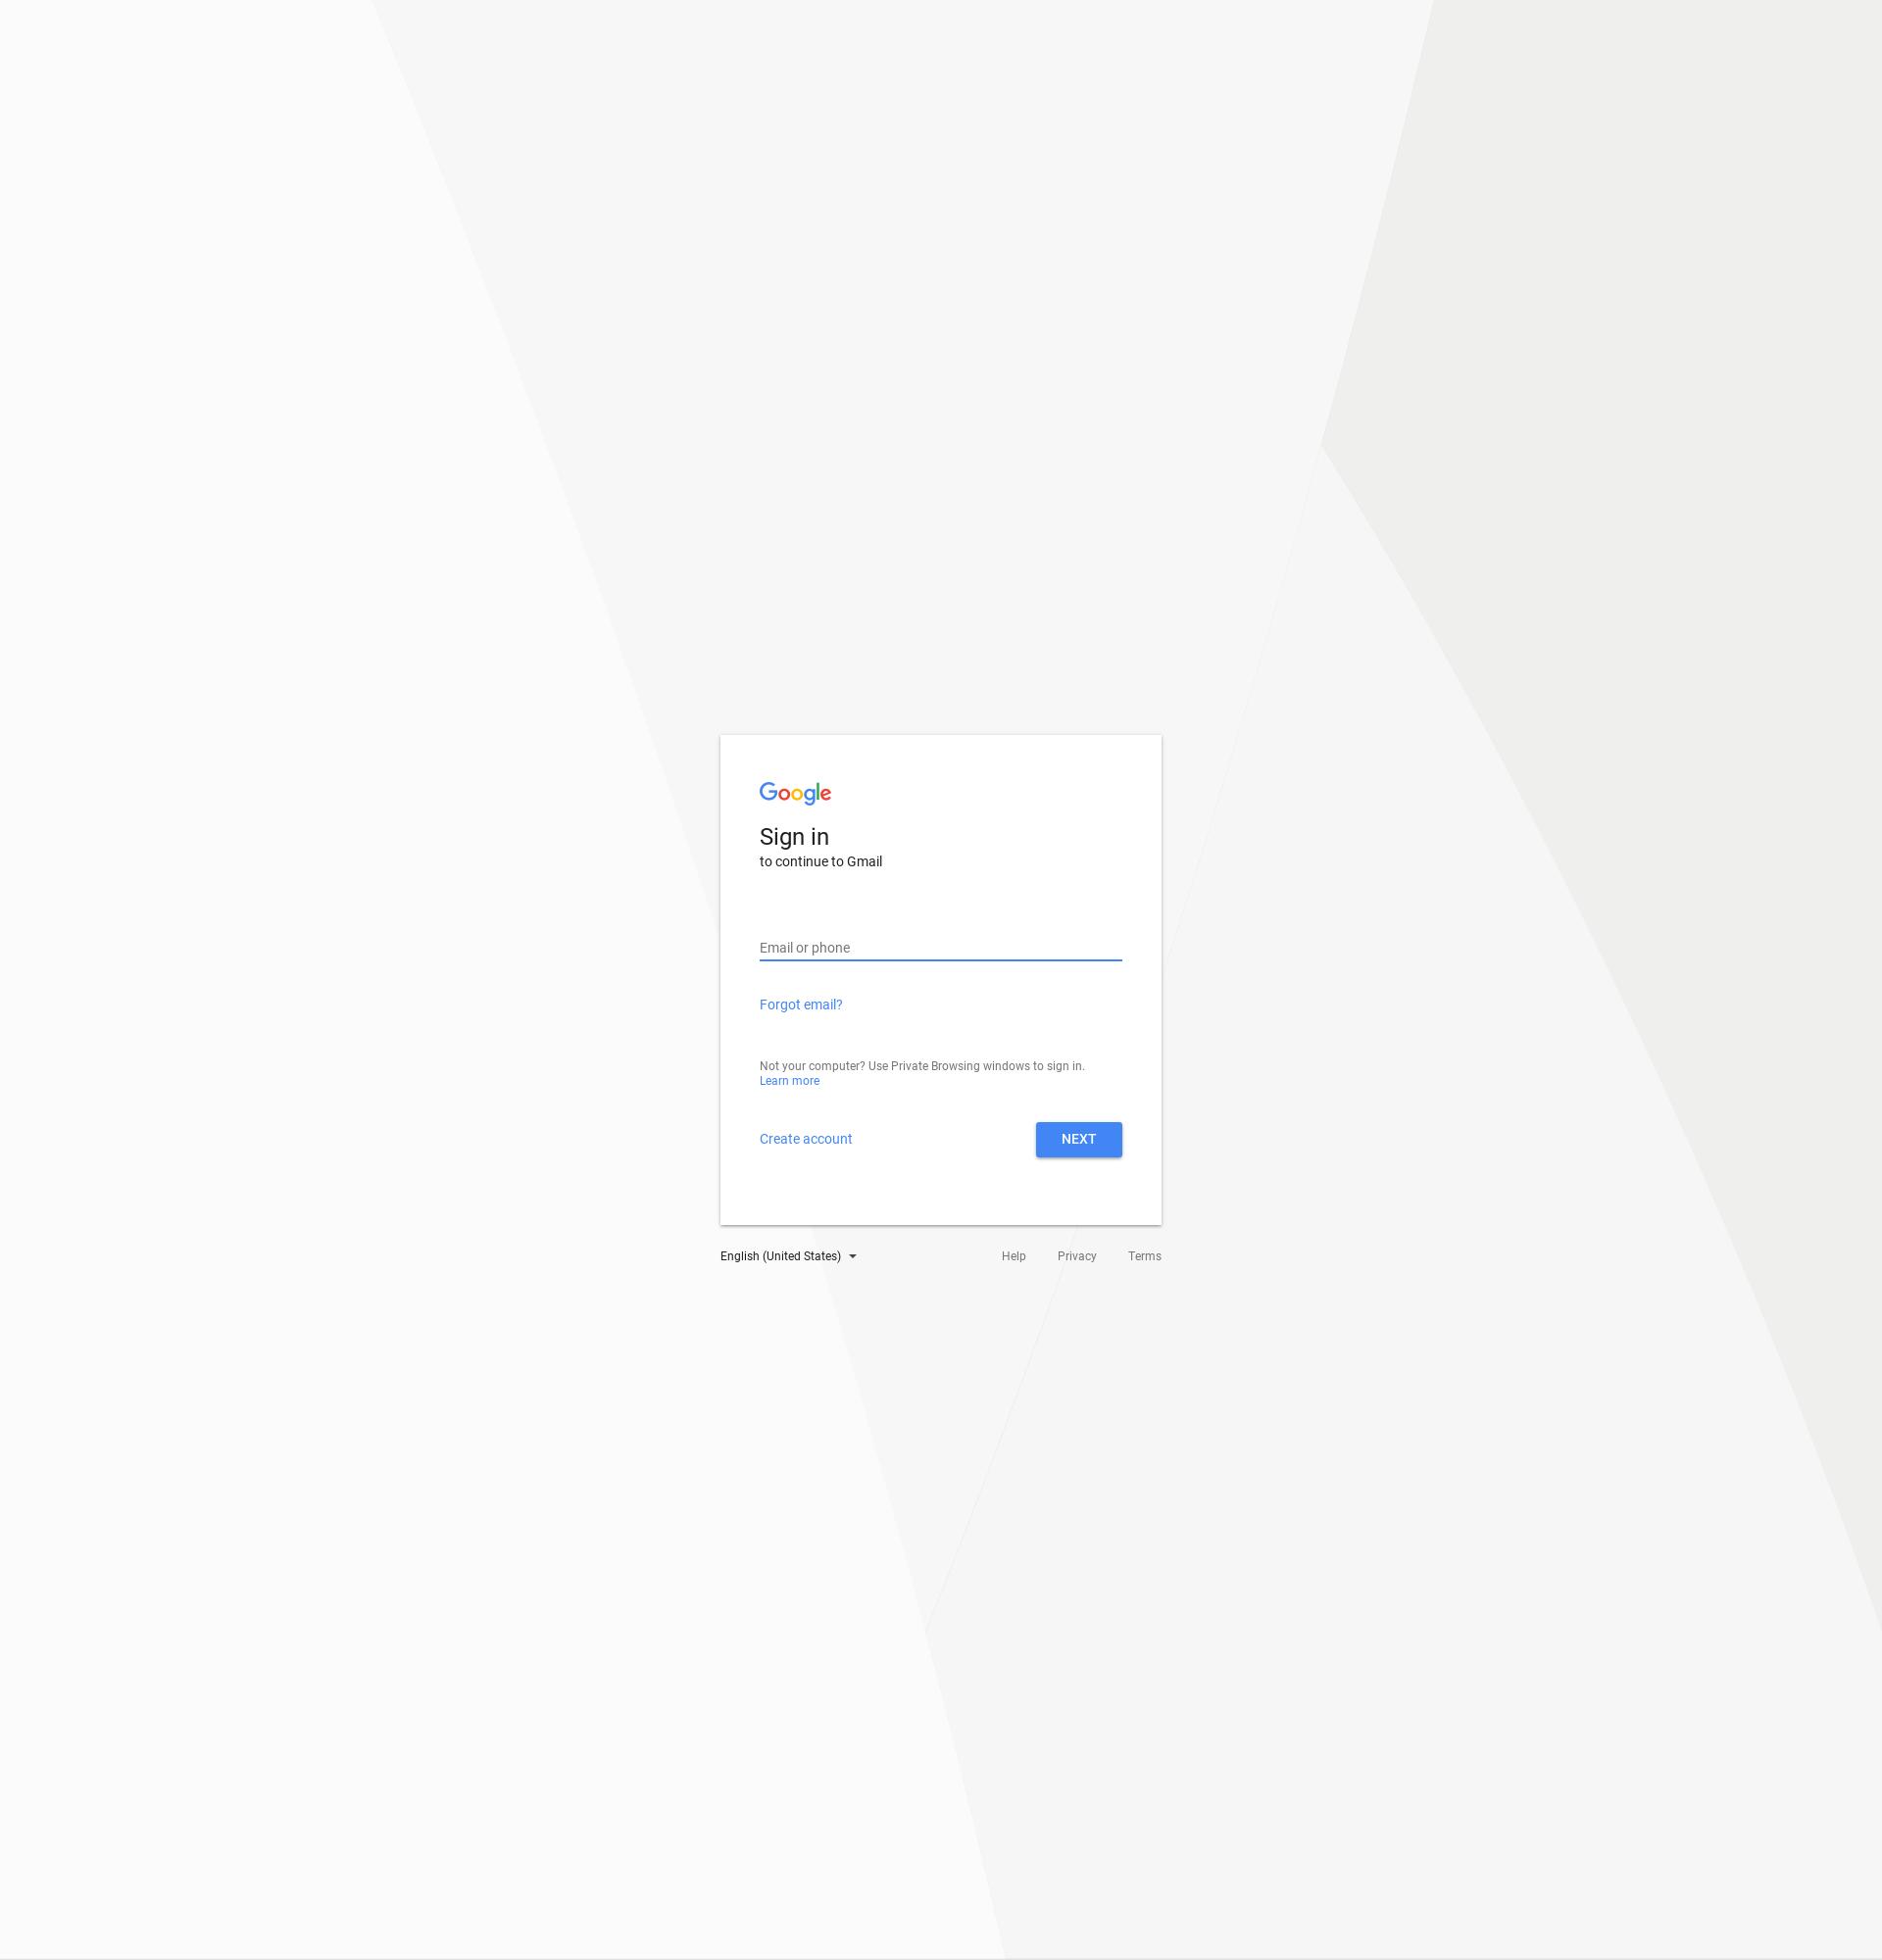 Google
Sign in
to continue to Gmail
Email or phone
Forgot email?
Not your computer? Use Private Browsing windows to sign in.
Learn more
Create account
NEXT
English (United States)
Help
Privacy
Terms